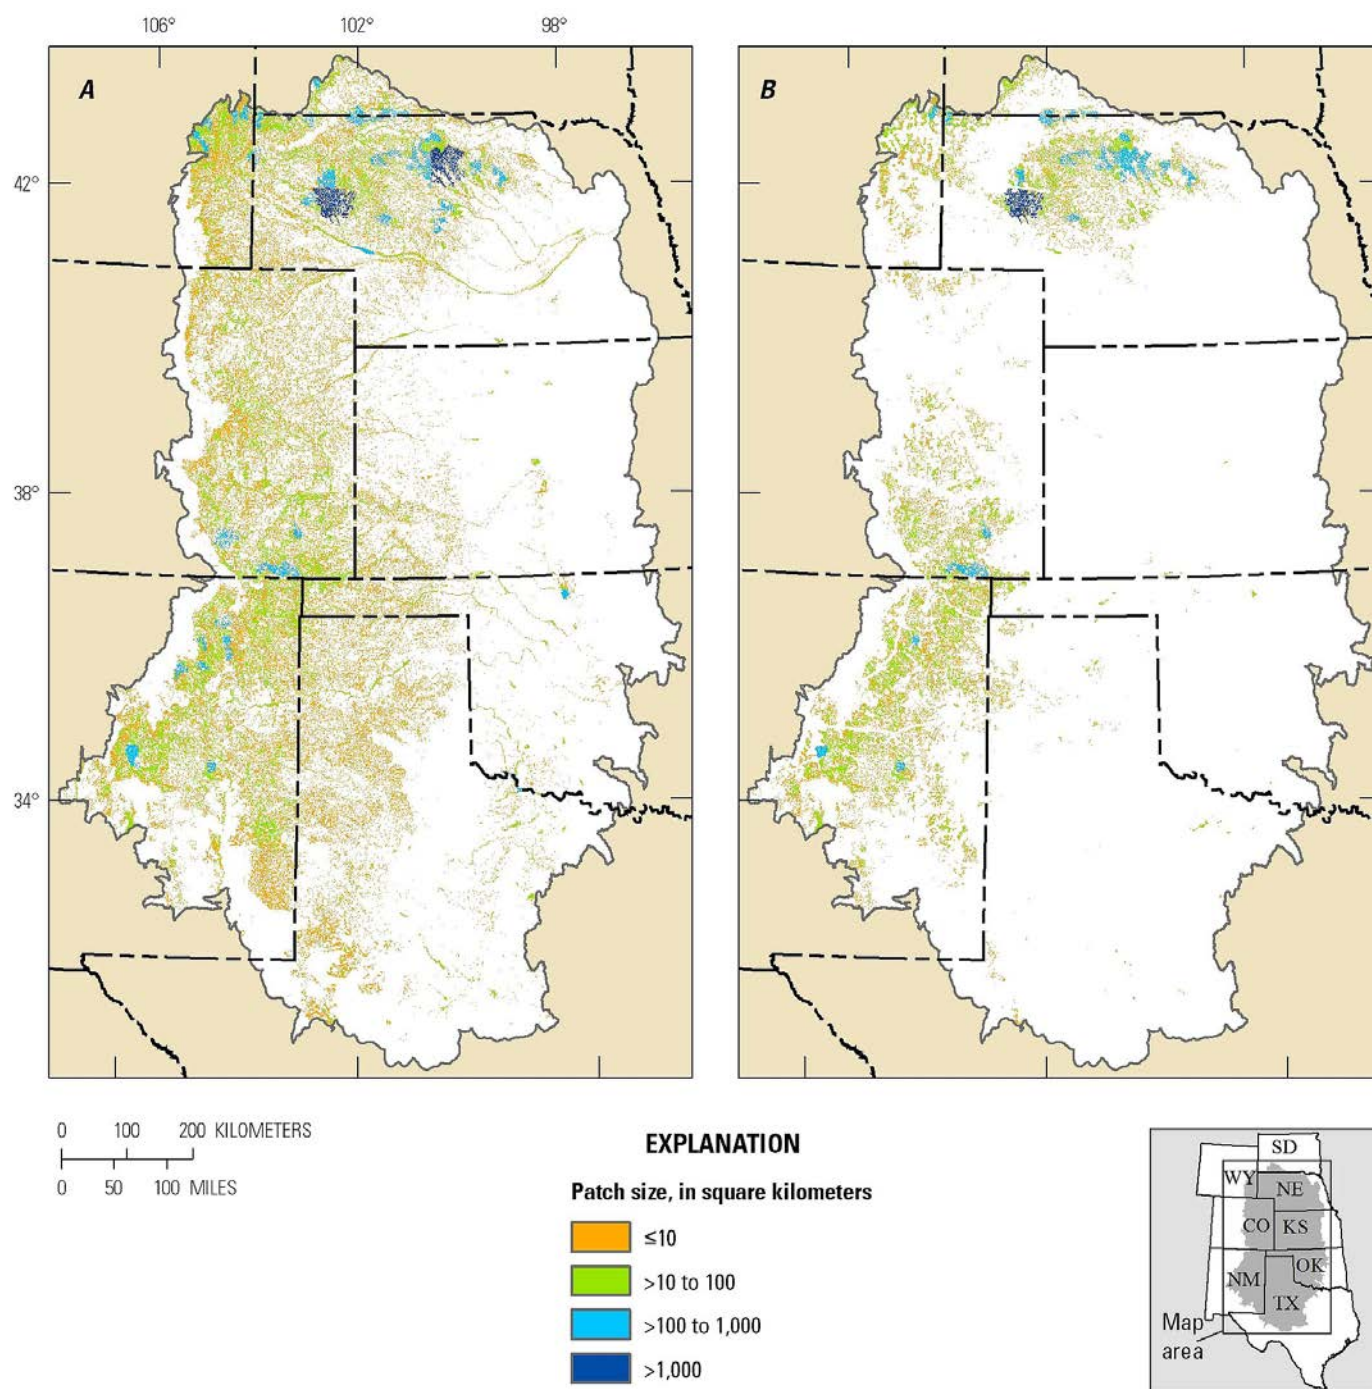 106° 102° 98°
A B
42°
38°
34°
0 100 200 KILOMETERS
0 50 100 MILES
EXPLANATION
Patch size, in square kilometers
≤10
>10 to 100
>100 to 1,000
>1,000
SD
WY NE
CO KS
NM OK
TX
Map
area